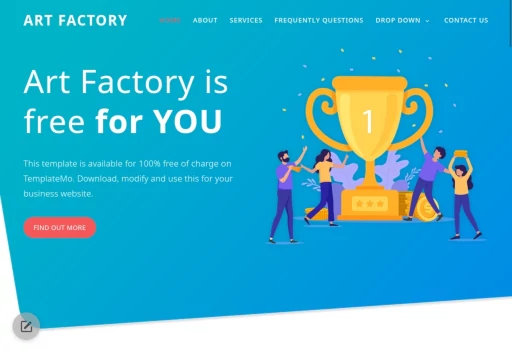 ART FACTORY
HOME ABOUT SERVICES FREQUENTLY QUESTIONS DROP DOWN CONTACT US
Art Factory is
free for YOU
This template is available for 100% free of charge on
TemplateMo. Download, modify and use this for your
business website.
FIND OUT MORE
1